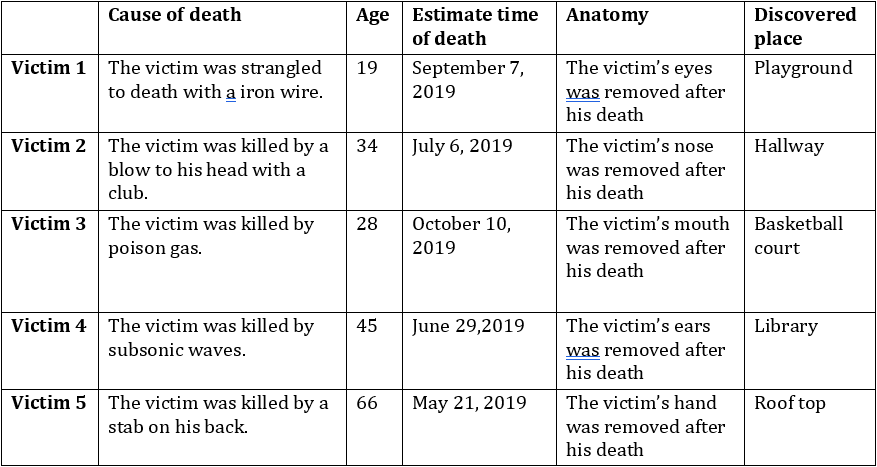 Cause of death Age Estimate time Anatomy Discovered
of death place
Victim 1 The victim was strangled 19 September 7, The victim’s eyes Playground
to death with a iron wire. 2019 was removed after
his death
Victim 2 The victim was killed by a 34 July 6, 2019 The victim’s nose Hallway
blow to his head with a was removed after
club. his death
Victim 3 The victim was killed by 28 October 10, The victim’s mouth Basketball
poison gas. 2019 was removed after court
his death
Victim 4 The victim was killed by 45 June 29,2019 The victim’s ears Library
subsonic waves. was removed after
his death
Victim 5 The victim was killed by a 66 May 21, 2019 The victim’s hand Roof top
stab on his back. was removed after
his death